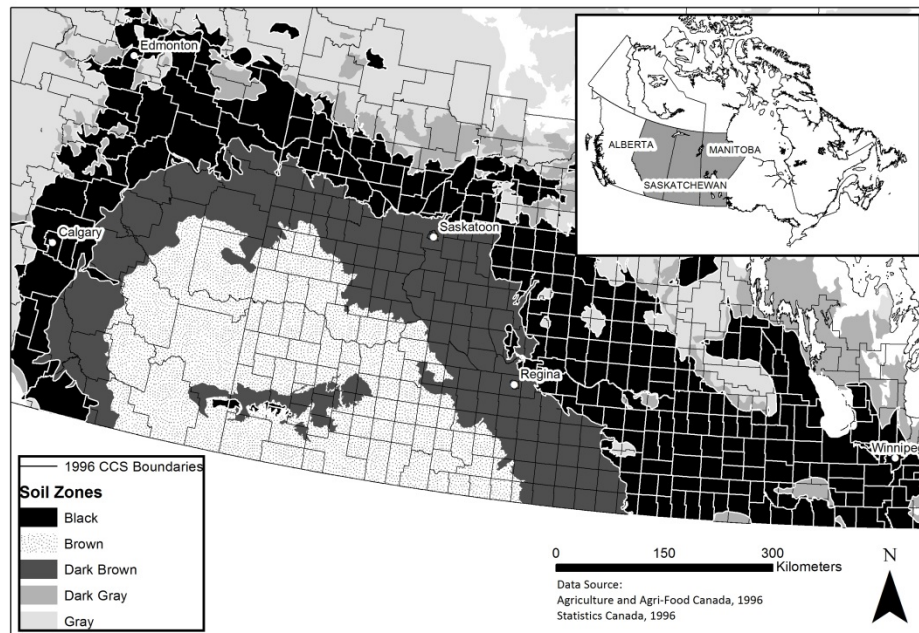 Edmonton
Calgary
Saskatoon
Regina
Winnipeg
ALBERTA
MANITOBA
SASKATCHEWAN
1996 CCS Boundaries
Soil Zones
Black
Brown
Dark Brown
Dark Gray
Gray
0 150 300
Kilometers
Data Source:
Agriculture and Agri-Food Canada, 1996
Statistics Canada, 1996
N